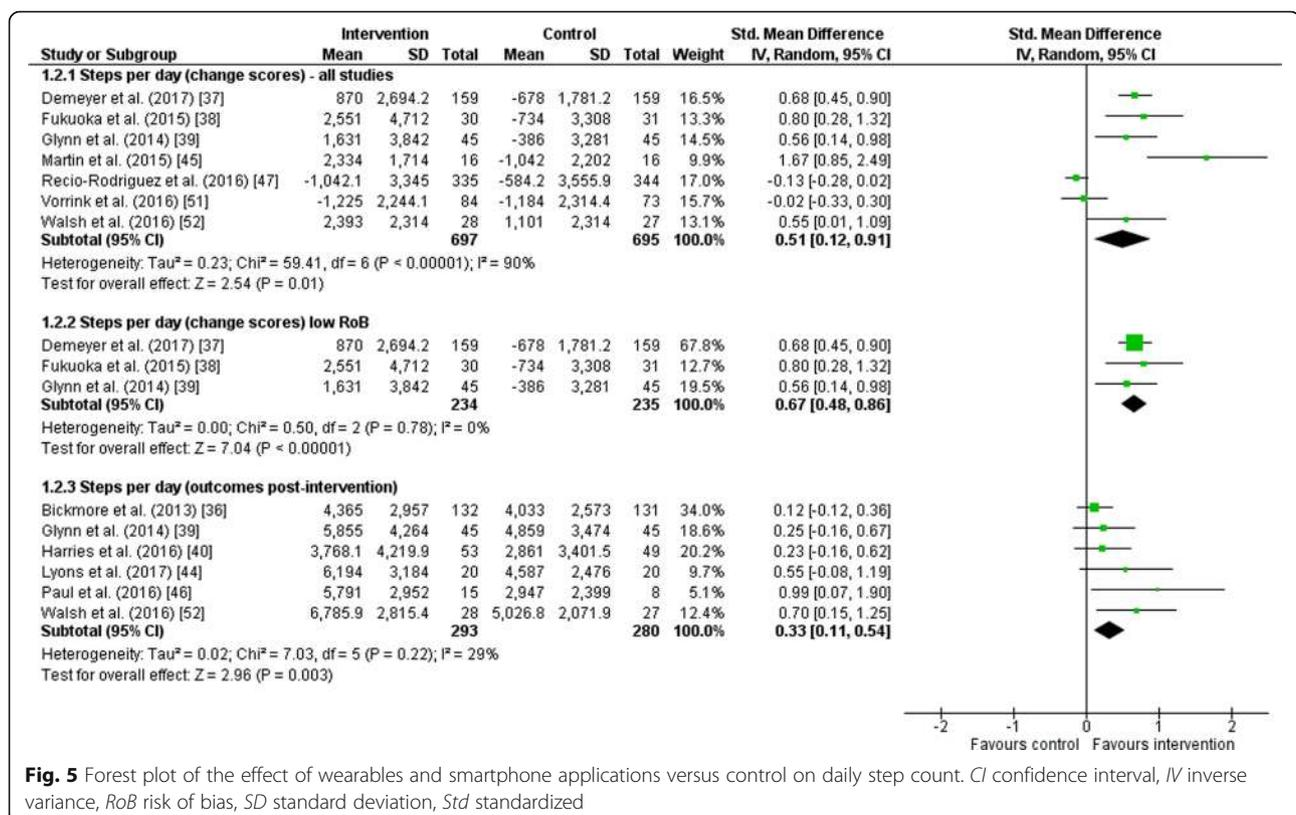 Intervention Control Std. Mean Difference Std. Mean Difference
Study or Subgroup Mean SD Total Mean SD Total Weight IV, Random, 95% CI IV, Random, 95% CI
1.2.1 Steps per day (change scores) - all studies
Demeyer et al. (2017) [37] 870 2,694.2 159 -678 1,781.2 159 16.5% 0.68 [0.45, 0.90]
Fukuoka et al. (2015) [38] 2,551 4,712 30 -734 3,308 31 13.3% 0.80 [0.28, 1.32]
Glynn et al. (2014) [39] 1,631 3,842 45 -386 3,281 45 14.5% 0.56 [0.14, 0.98]
Martin et al. (2015) [45] 2,334 1,714 16 -1,042 2,202 16 9.9% 1.67 [0.85, 2.49]
Recio-Rodriguez et al. (2016) [47] -1,042.1 3,345 335 -584.2 3,555.9 344 17.0% -0.13 [-0.28, 0.02]
Vorrink et al. (2016) [51] -1,225 2,244.1 84 -1,184 2,314.4 73 15.7% -0.02 [-0.33, 0.30]
Walsh et al. (2016) [52] 2,393 2,314 28 1,101 2,314 27 13.1% 0.55 [0.01, 1.09]
Subtotal (95% CI) 697 695 100.0% 0.51 [0.12, 0.91]
Heterogeneity: Tau² = 0.23; Chi² = 59.41, df = 6 (P < 0.00001); I² = 90%
Test for overall effect: Z = 2.54 (P = 0.01)
1.2.2 Steps per day (change scores) low RoB
Demeyer et al. (2017) [37] 870 2,694.2 159 -678 1,781.2 159 67.8% 0.68 [0.45, 0.90]
Fukuoka et al. (2015) [38] 2,551 4,712 30 -734 3,308 31 12.7% 0.80 [0.28, 1.32]
Glynn et al. (2014) [39] 1,631 3,842 45 -386 3,281 45 19.5% 0.56 [0.14, 0.98]
Subtotal (95% CI) 234 235 100.0% 0.67 [0.48, 0.86]
Heterogeneity: Tau² = 0.00; Chi² = 0.50, df = 2 (P = 0.78); I² = 0%
Test for overall effect: Z = 7.04 (P < 0.00001)
1.2.3 Steps per day (outcomes post-intervention)
Bickmore et al. (2013) [36] 4,365 2,957 132 4,033 2,573 131 34.0% 0.12 [-0.12, 0.36]
Glynn et al. (2014) [39] 5,855 4,264 45 4,859 3,474 45 18.6% 0.25 [-0.16, 0.67]
Harries et al. (2016) [40] 3,768.1 4,219.9 53 2,861 3,401.5 49 20.2% 0.23 [-0.16, 0.62]
Lyons et al. (2017) [44] 6,194 3,184 20 4,587 2,476 20 9.7% 0.55 [-0.08, 1.19]
Paul et al. (2016) [46] 5,791 2,952 15 2,947 2,399 8 5.1% 0.99 [0.07, 1.90]
Walsh et al. (2016) [52] 6,785.9 2,815.4 28 5,026.8 2,071.9 27 12.4% 0.70 [0.15, 1.25]
Subtotal (95% CI) 293 280 100.0% 0.33 [0.11, 0.54]
Heterogeneity: Tau² = 0.02; Chi² = 7.03, df = 5 (P = 0.22); I² = 29%
Test for overall effect: Z = 2.96 (P = 0.003)
-2 -1 0 1 2
Favours control Favours intervention
Fig. 5 Forest plot of the effect of wearables and smartphone applications versus control on daily step count. CI confidence interval, IV inverse
variance, RoB risk of bias, SD standard deviation, Std standardized